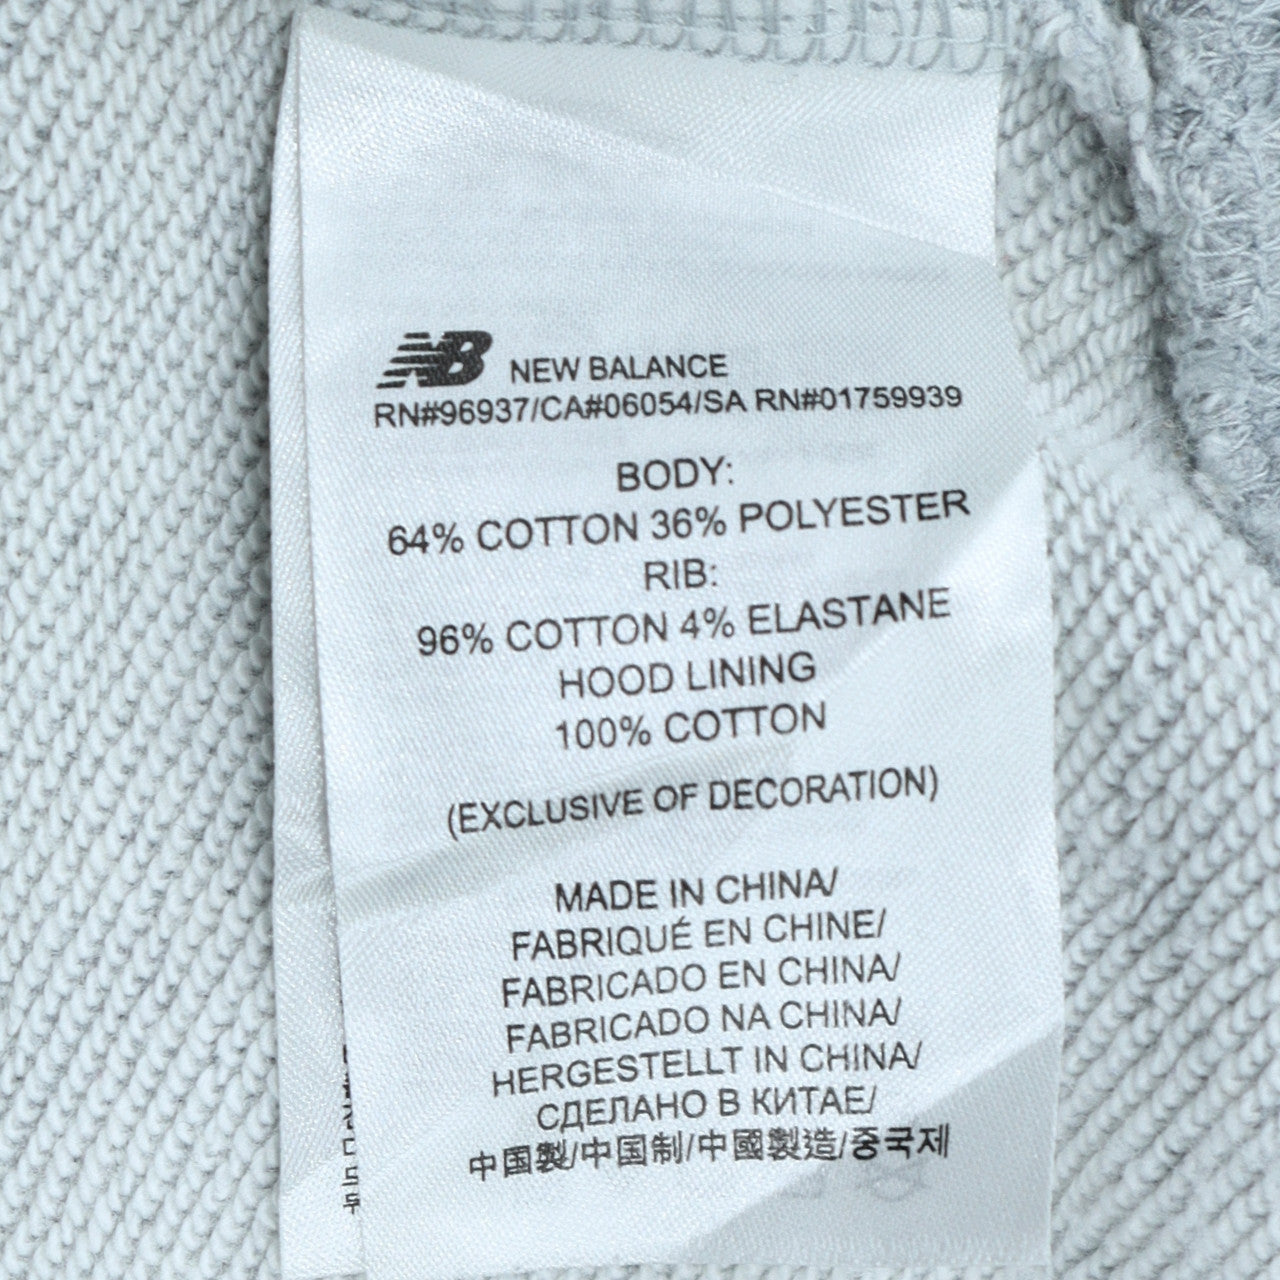 NB NEW BALANCE
RN#96937/CA#06054/SA RN#01759939
BODY:
64% COTTON 36% POLYESTER
RIB:
96% COTTON 4% ELASTANE
HOOD LINING
100% COTTON
(EXCLUSIVE OF DECORATION)
MADE IN CHINA/
FABRIQUÉ EN CHINE/
FABRICADO EN CHINA/
FABRICADO NA CHINA/
HERGESTELLT IN CHINA/
СДЕЛАНО В КИТАЕ/
中国製/中国制/中國製造/중국제